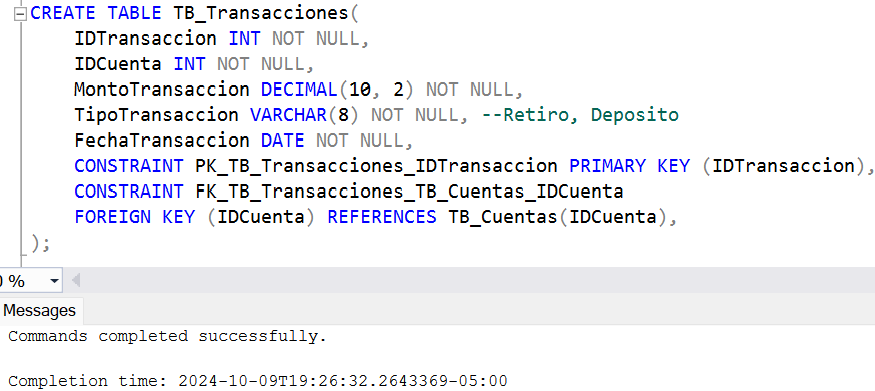 CREATE TABLE TB_Transacciones(
IDTransaccion INT NOT NULL,
IDCuenta INT NOT NULL,
MontoTransaccion DECIMAL(10, 2) NOT NULL,
TipoTransaccion VARCHAR(8) NOT NULL, --Retiro, Deposito
FechaTransaccion DATE NOT NULL,
CONSTRAINT PK_TB_Transacciones_IDTransaccion PRIMARY KEY (IDTransaccion),
CONSTRAINT FK_TB_Transacciones_TB_Cuentas_IDCuenta
FOREIGN KEY (IDCuenta) REFERENCES TB_Cuentas(IDCuenta),
);
%
Messages
Commands completed successfully.
Completion time: 2024-10-09T19:26:32.2643369-05:00